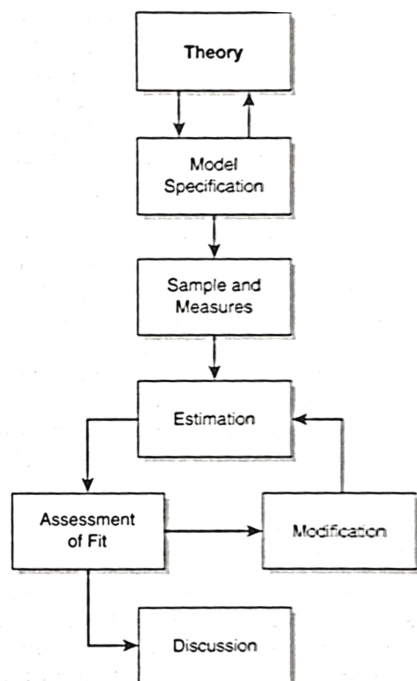 Theory
Model
Specification
Sample and
Measures
Estimation
Assessment
of Fit
Modification
Discussion